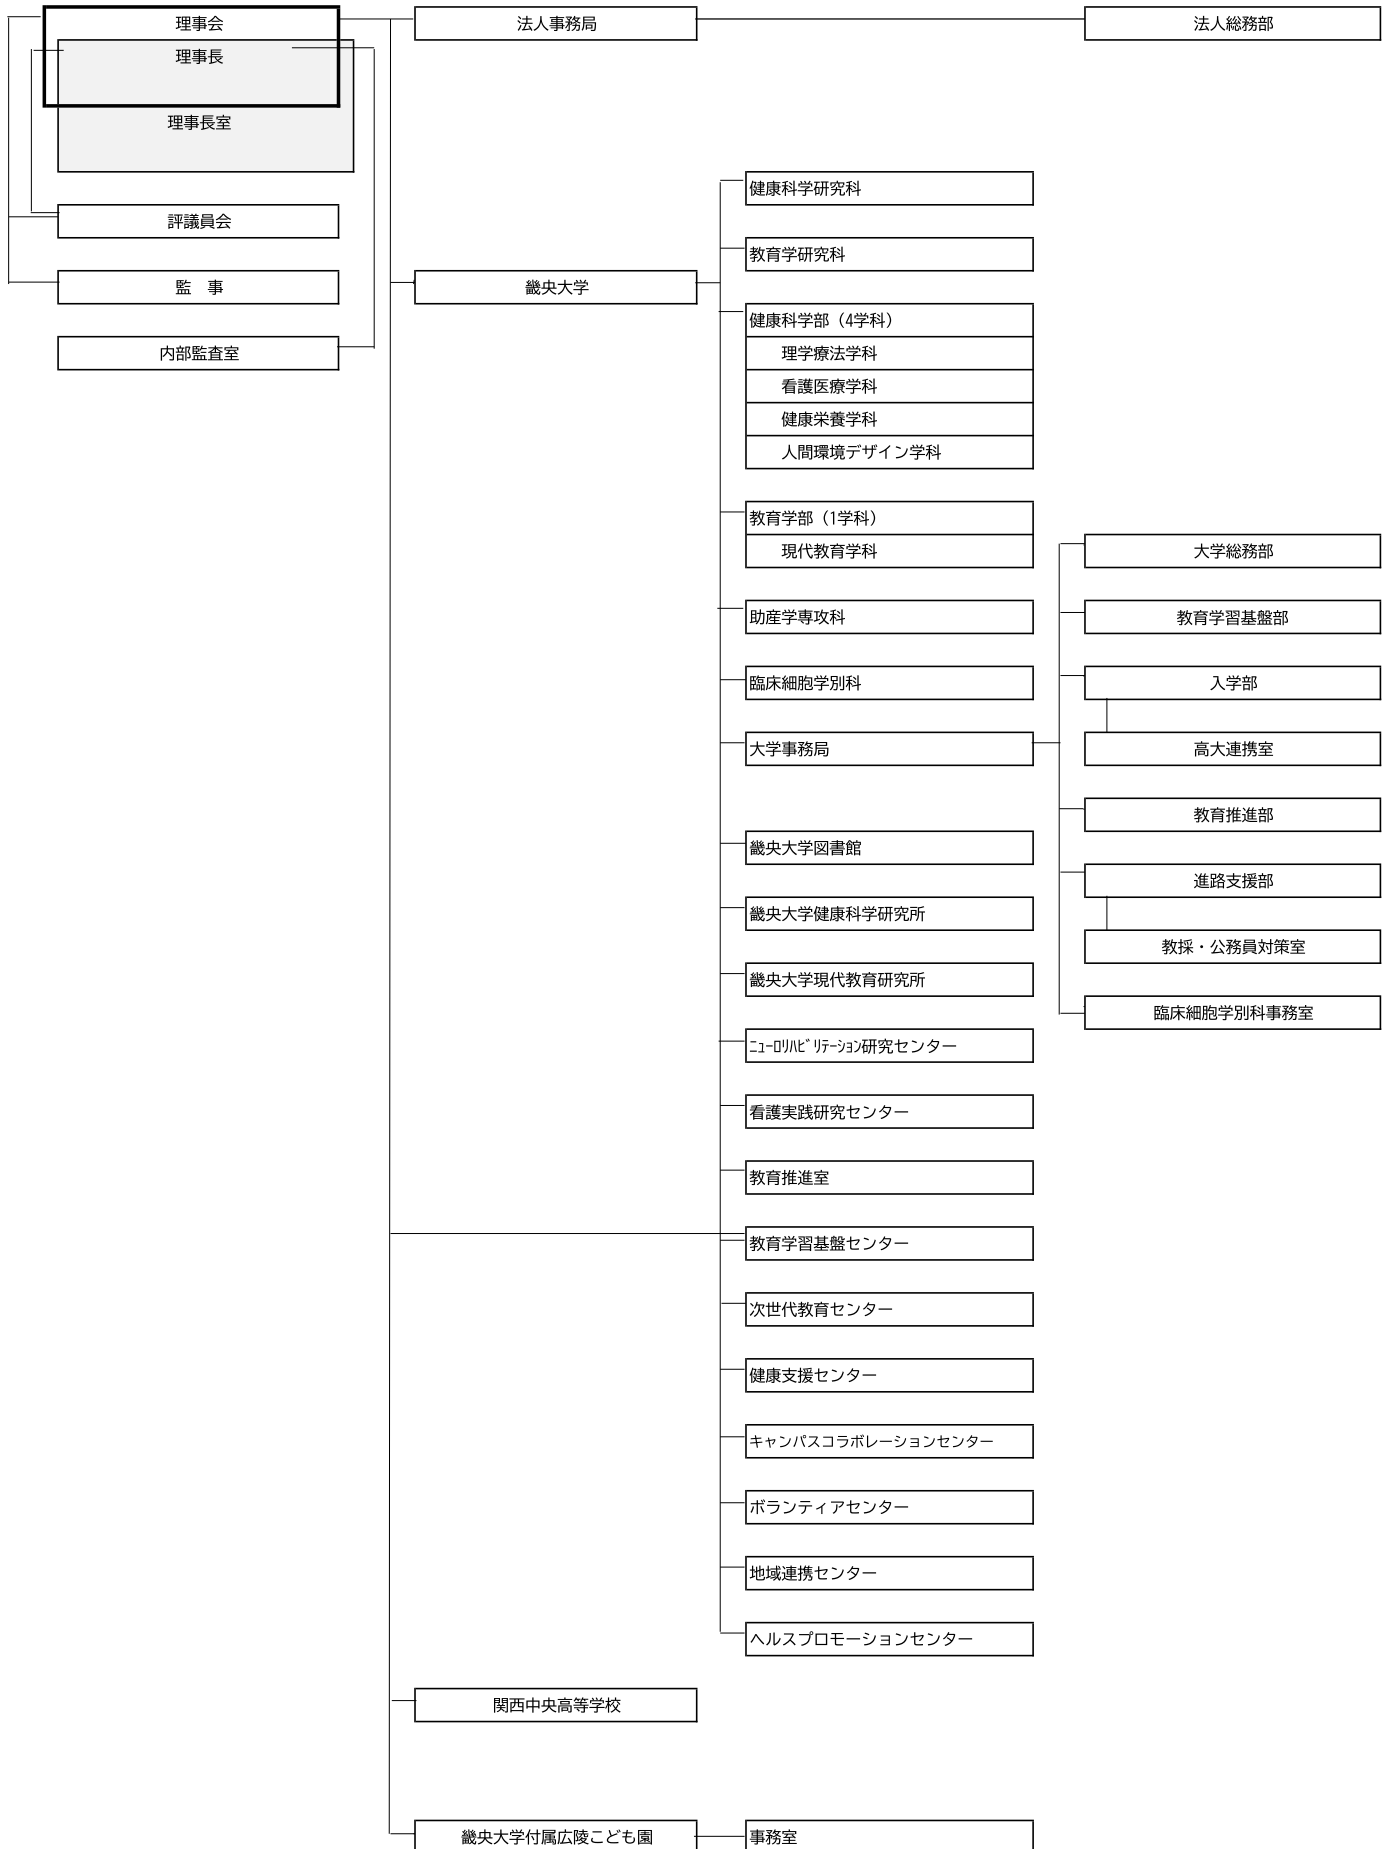 理事会
理事長
理事長室
評議員会
監　事
内部監査室
法人事務局
法人総務部
畿央大学
健康科学研究科
教育学研究科
健康科学部（4学科）
理学療法学科
看護医療学科
健康栄養学科
人間環境デザイン学科
教育学部（1学科）
現代教育学科
助産学専攻科
臨床細胞学別科
大学事務局
大学総務部
教育学習基盤部
入学部
高大連携室
教育推進部
進路支援部
教採・公務員対策室
臨床細胞学別科事務室
畿央大学図書館
畿央大学健康科学研究所
畿央大学現代教育研究所
ﾆｭｰﾛﾘﾊﾋﾞﾘﾃｰｼｮﾝ研究センター
看護実践研究センター
教育推進室
教育学習基盤センター
次世代教育センター
健康支援センター
キャンパスコラボレーションセンター
ボランティアセンター
地域連携センター
ヘルスプロモーションセンター
関西中央高等学校
畿央大学付属広陵こども園
事務室